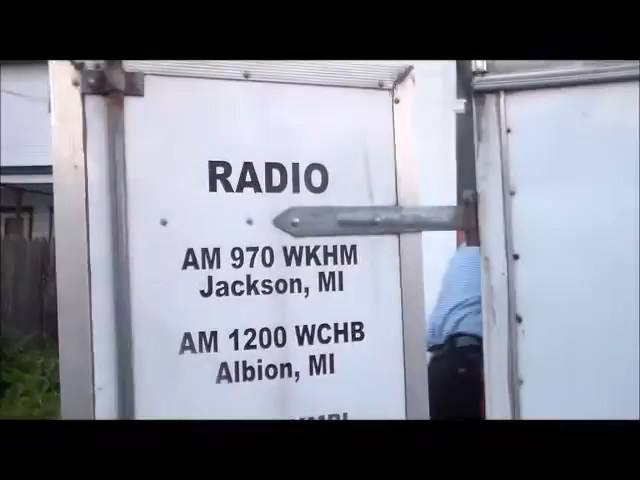 RADIO
AM 970 WKHM
Jackson, MI
AM 1200 WCHB
Albion, MI